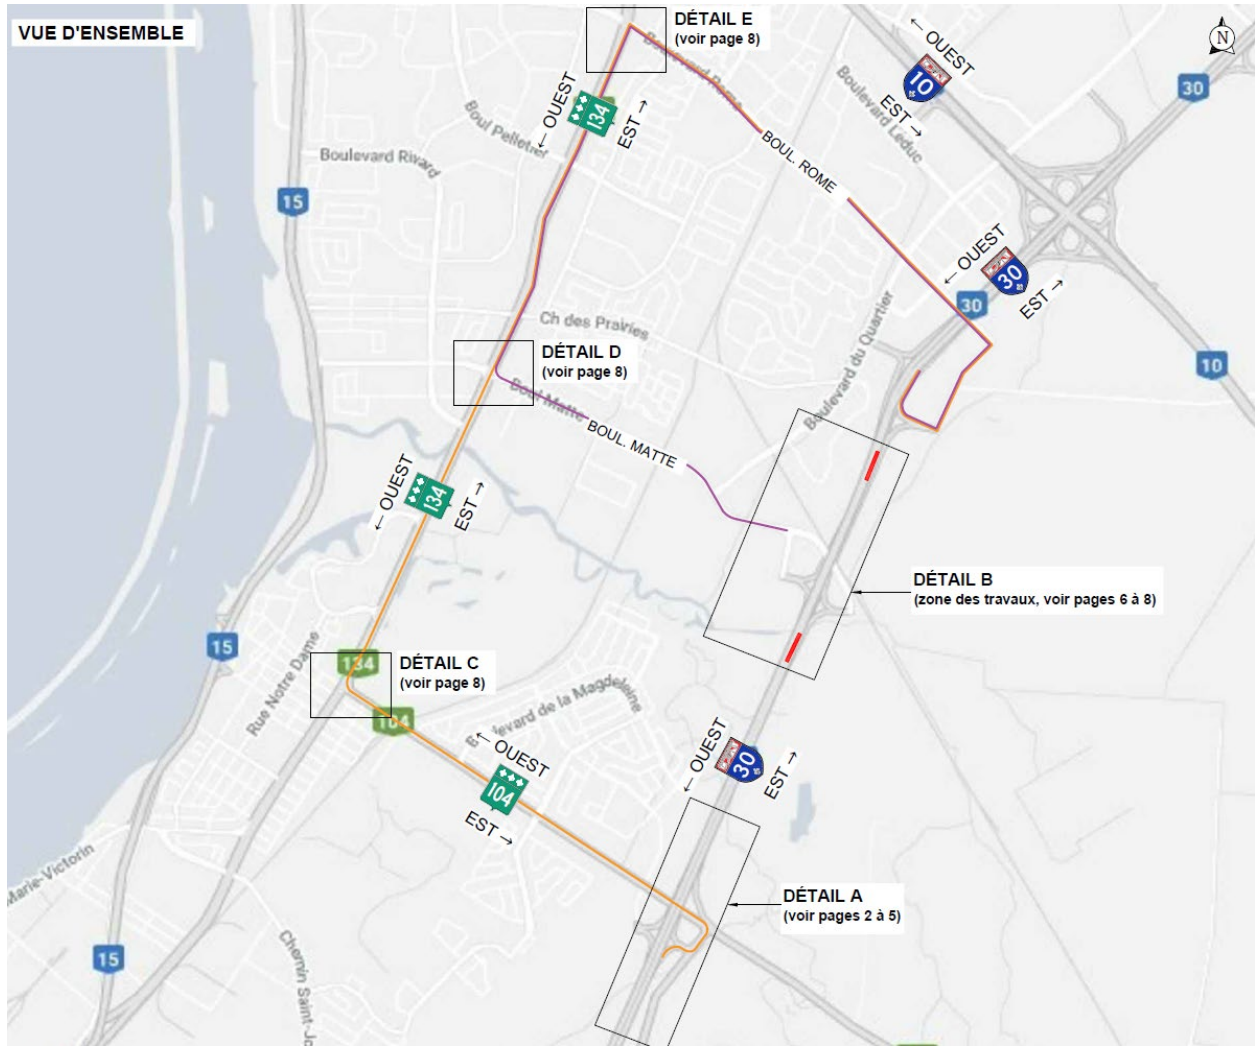 VUE D'ENSEMBLE
DÉTAIL E
(voir page 8)
← OUEST
10
EST →
N
30
Boulevard Rome
Boulevard Leduc
← OUEST
134
EST →
Boul Pelletier
Boulevard Rivard
BOUL. ROME
15
← OUEST
30
EST →
30
Ch des Prairies
Boulevard du Quartier
DÉTAIL D
(voir page 8)
10
Boul Matte
BOUL. MATTE
← OUEST
134
EST →
DÉTAIL B
(zone des travaux, voir pages 6 à 8)
15
Rue Notre Dame
134
DÉTAIL C
(voir page 8)
104
Boulevard de la Magdeleine
← OUEST
104
EST →
← OUEST
30
EST →
Marie-Victorin
DÉTAIL A
(voir pages 2 à 5)
15
Chemin Saint-Jo